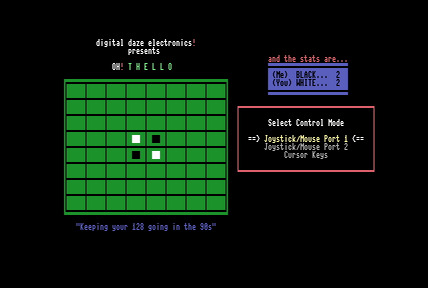 digital daze electronics!
presents
OH! THELLO
and the stats are...
(Me) BLACK... 2
(You) WHITE... 2
Select Control Mode
==) Joystick/Mouse Port 1 (==
Joystick/Mouse Port 2
Cursor Keys
"Keeping your 128 going in the 90s"